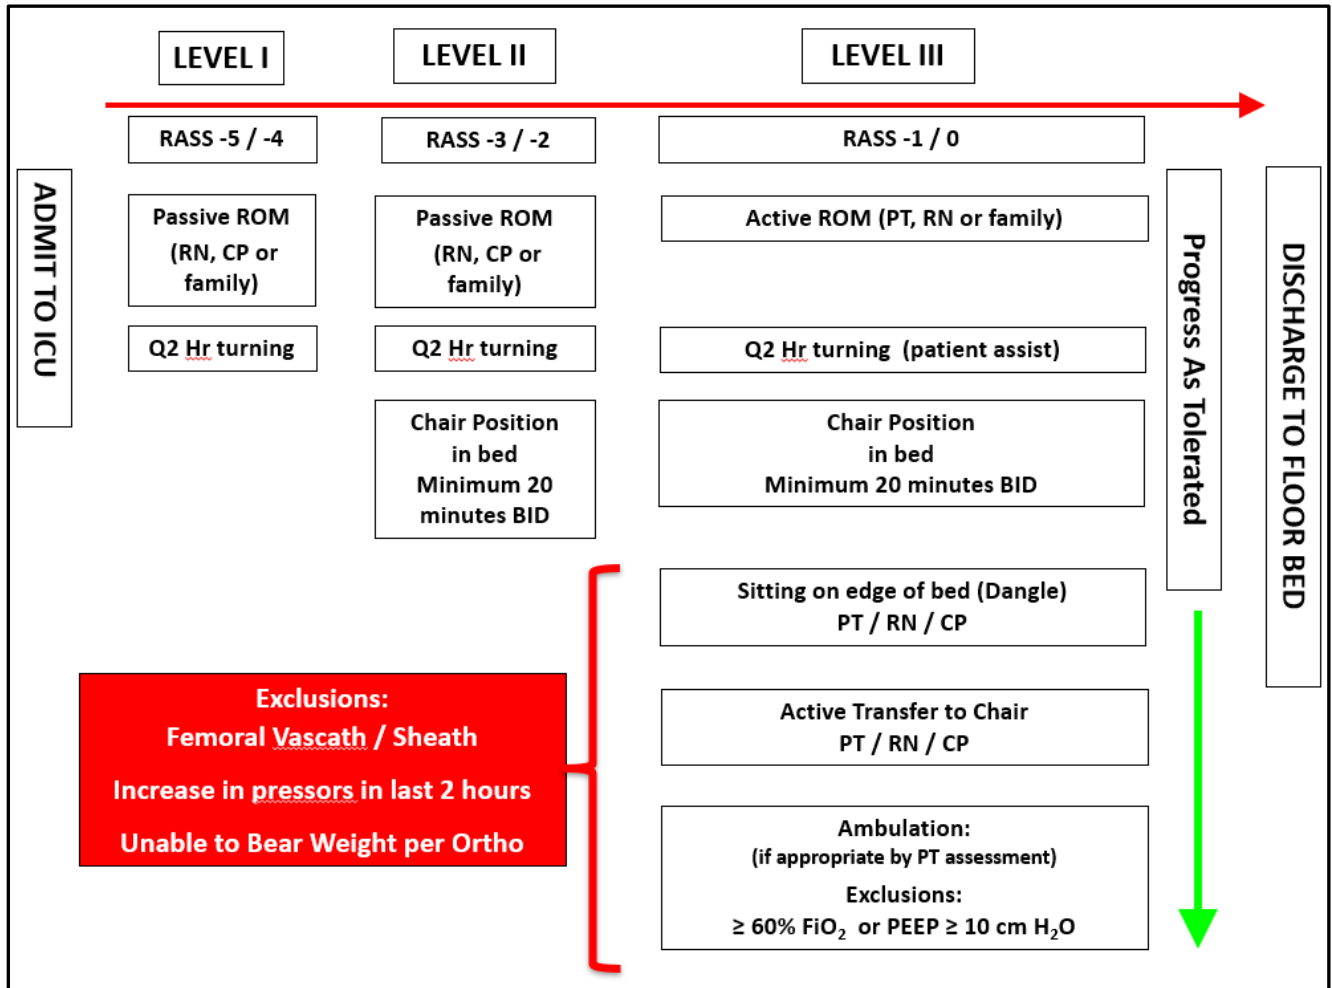 LEVEL I
LEVEL II
LEVEL III
RASS -5 / -4
RASS -3 / -2
RASS -1 / 0
ADMIT TO ICU
Passive ROM
(RN, CP or
family)
Passive ROM
(RN, CP or
family)
Active ROM (PT, RN or family)
Q2 Hr turning
Q2 Hr turning
Q2 Hr turning (patient assist)
Chair Position
in bed
Minimum 20
minutes BID
Chair Position
in bed
Minimum 20 minutes BID
Progress As Tolerated
DISCHARGE TO FLOOR BED
Sitting on edge of bed (Dangle)
PT / RN / CP
Exclusions:
Femoral Vascath / Sheath
Increase in pressors in last 2 hours
Unable to Bear Weight per Ortho
Active Transfer to Chair
PT / RN / CP
Ambulation:
(if appropriate by PT assessment)
Exclusions:
≥ 60% FiO₂ or PEEP ≥ 10 cm H₂O